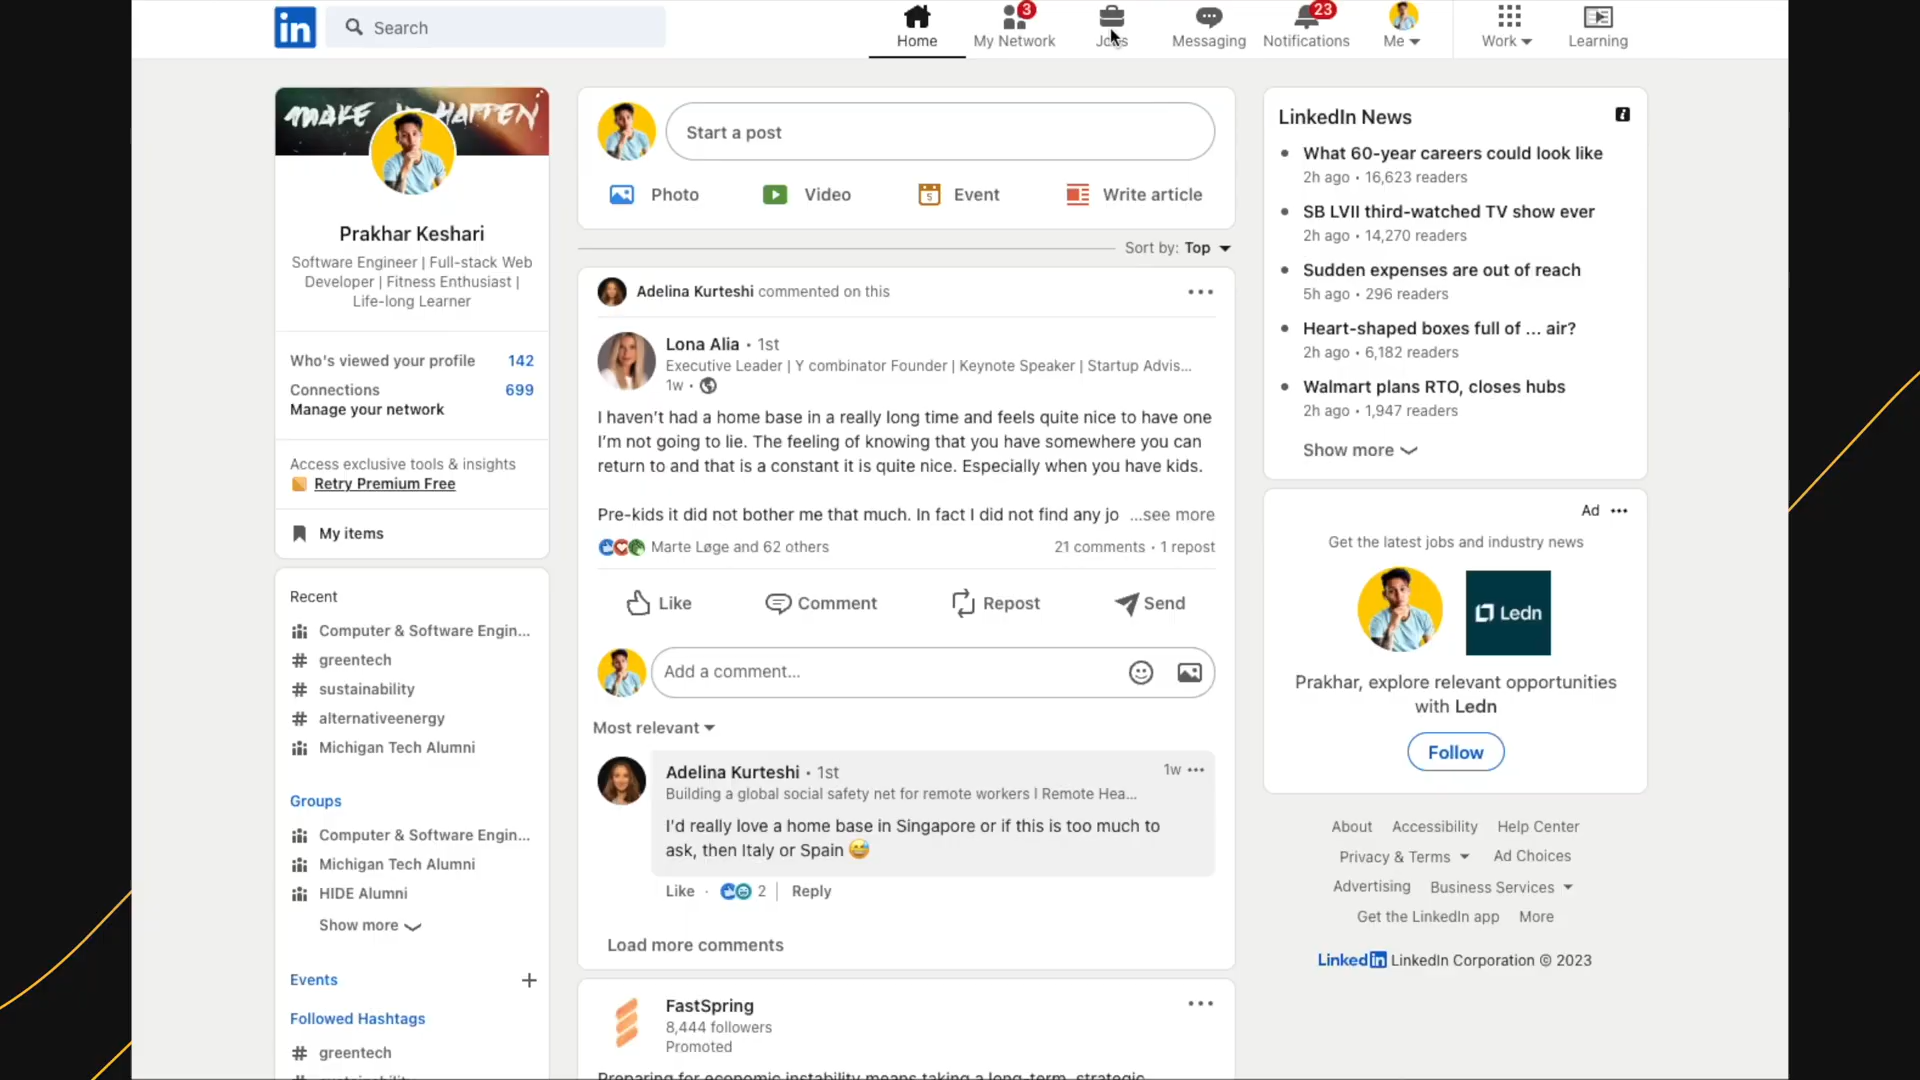 in
Search
Home
3
My Network
Jobs
Messaging
23
Notifications
Me
Work
Learning
MAKE IT HAPPEN
Prakhar Keshari
Software Engineer | Full-stack Web
Developer | Fitness Enthusiast |
Life-long Learner
Who's viewed your profile 142
Connections 699
Manage your network
Access exclusive tools & insights
Retry Premium Free
My items
Recent
Computer & Software Engin...
# greentech
# sustainability
# alternativeenergy
Michigan Tech Alumni
Groups
Computer & Software Engin...
Michigan Tech Alumni
HIDE Alumni
Show more
Events +
Followed Hashtags
# greentech
Start a post
Photo
Video
5
Event
Write article
Sort by: Top
Adelina Kurteshi commented on this
Lona Alia • 1st
Executive Leader | Y combinator Founder | Keynote Speaker | Startup Advis...
1w •
I haven't had a home base in a really long time and feels quite nice to have one
I'm not going to lie. The feeling of knowing that you have somewhere you can
return to and that is a constant it is quite nice. Especially when you have kids.
Pre-kids it did not bother me that much. In fact I did not find any jo ...see more
Marte Løge and 62 others 21 comments • 1 repost
Like
Comment
Repost
Send
Add a comment...
Most relevant
Adelina Kurteshi • 1st 1w
Building a global social safety net for remote workers l Remote Hea...
I'd really love a home base in Singapore or if this is too much to
ask, then Italy or Spain 😅
Like · 2 | Reply
Load more comments
FastSpring
8,444 followers
Promoted
Preparing for economic instability means taking a long-term, strategic
LinkedIn News
What 60-year careers could look like
2h ago • 16,623 readers
SB LVII third-watched TV show ever
2h ago • 14,270 readers
Sudden expenses are out of reach
5h ago • 296 readers
Heart-shaped boxes full of ... air?
2h ago • 6,182 readers
Walmart plans RTO, closes hubs
2h ago • 1,947 readers
Show more
Ad
Get the latest jobs and industry news
Ledn
Prakhar, explore relevant opportunities
with Ledn
Follow
About Accessibility Help Center
Privacy & Terms Ad Choices
Advertising Business Services
Get the LinkedIn app More
LinkedIn LinkedIn Corporation © 2023